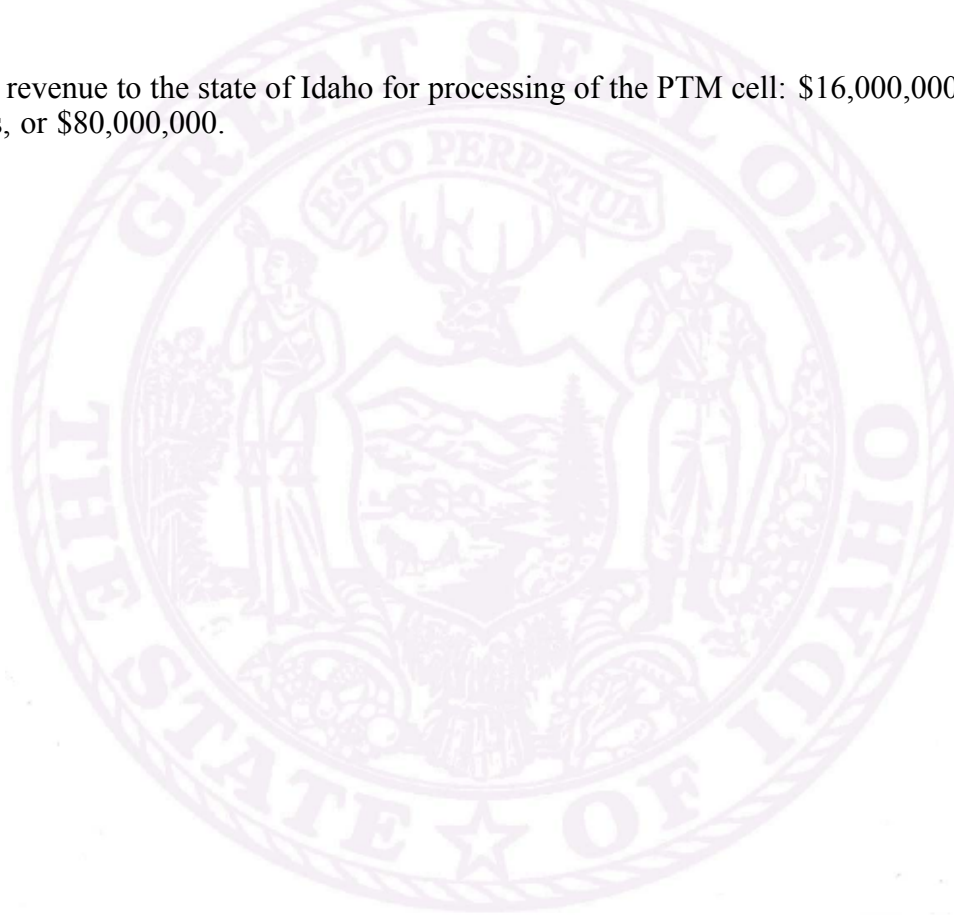 revenue to the state of Idaho for processing of the PTM cell: $16,000,000
, or $80,000,000.
GREAT SEAL OF
ESTO PERPETUA
THE STATE OF IDAHO